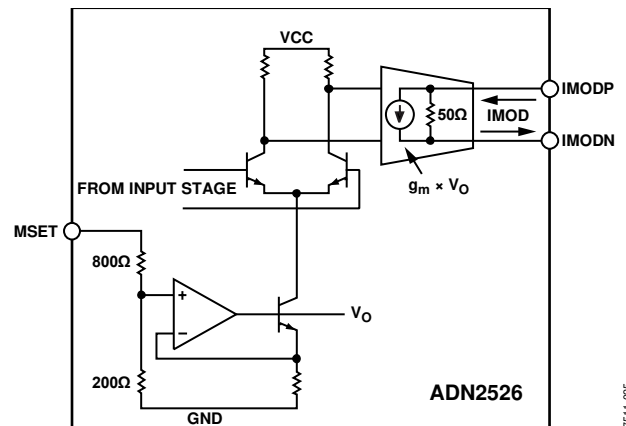 VCC
IMODP
50Ω
IMOD
IMODN
FROM INPUT STAGE
gm × VO
MSET
800Ω
+
VO
–
200Ω
ADN2526
GND